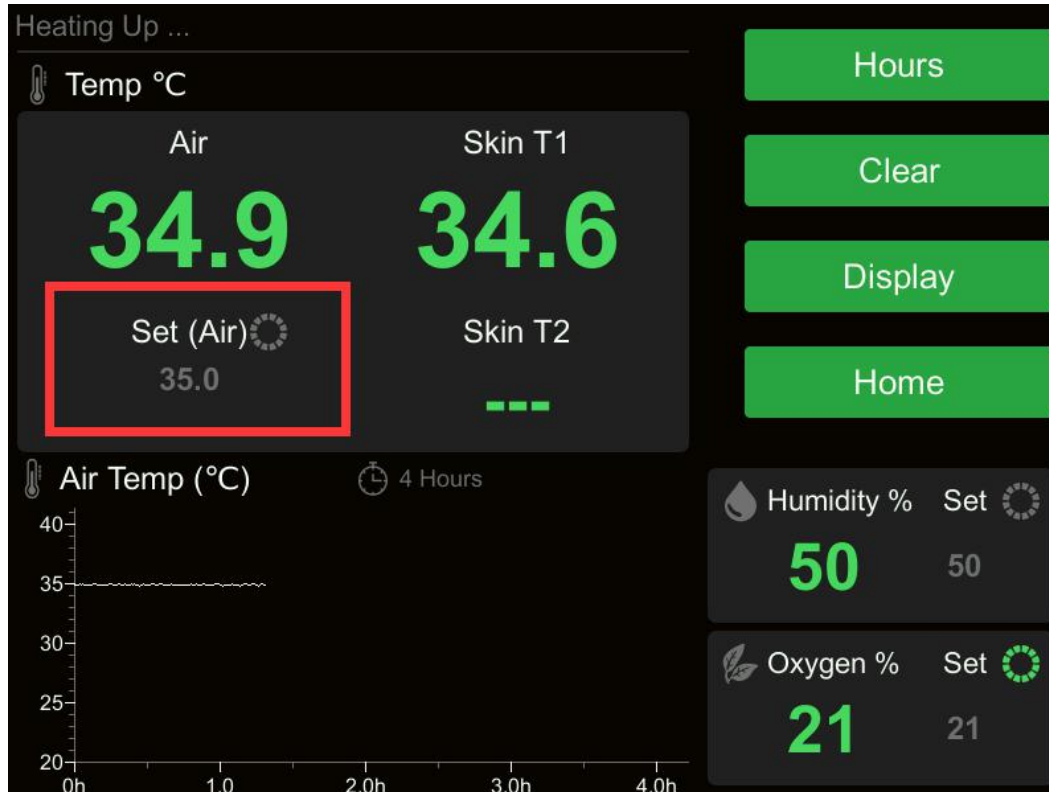 Heating Up ...
Temp °C
Air
Skin T1
34.9
34.6
Set (Air)
Skin T2
35.0
---
Hours
Clear
Display
Home
Air Temp (°C)
4 Hours
40
35
30
25
20
0h 1.0 2.0h 3.0h 4.0h
Humidity % Set
50 50
Oxygen % Set
21 21